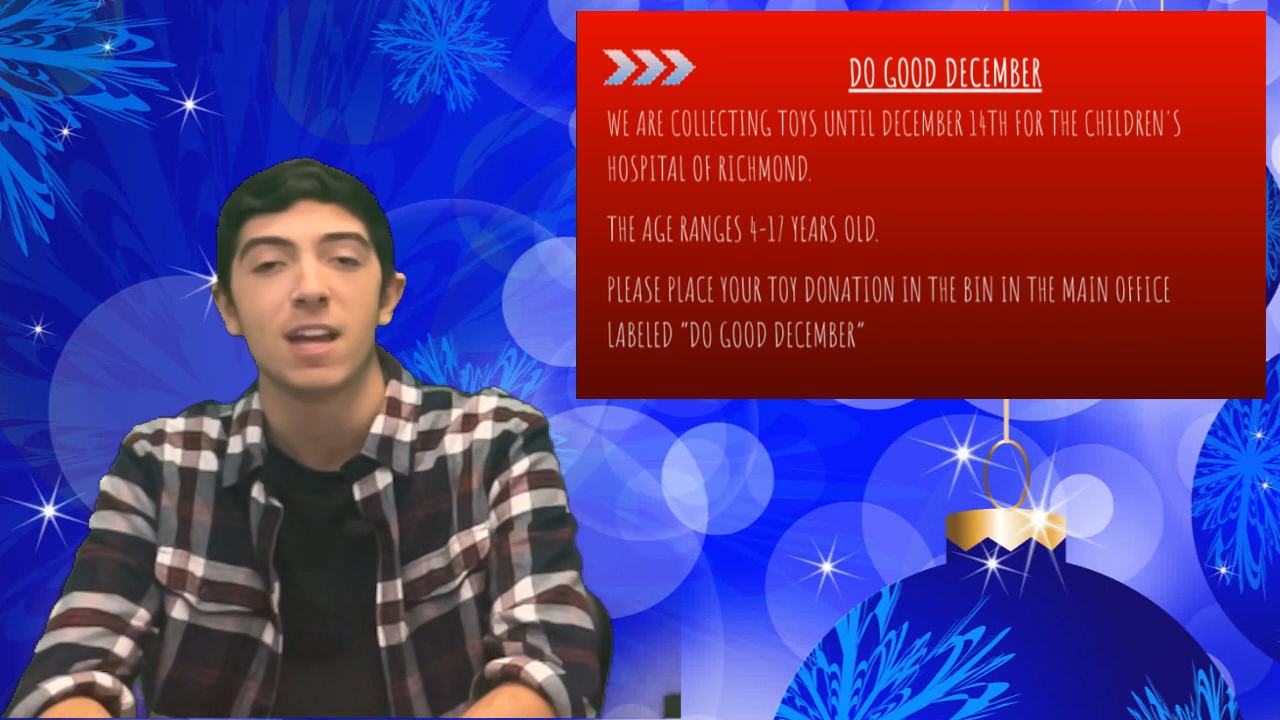 DO GOOD DECEMBER
WE ARE COLLECTING TOYS UNTIL DECEMBER 14TH FOR THE CHILDREN'S
HOSPITAL OF RICHMOND.
THE AGE RANGES 4-17 YEARS OLD.
PLEASE PLACE YOUR TOY DONATION IN THE BIN IN THE MAIN OFFICE
LABELED "DO GOOD DECEMBER"